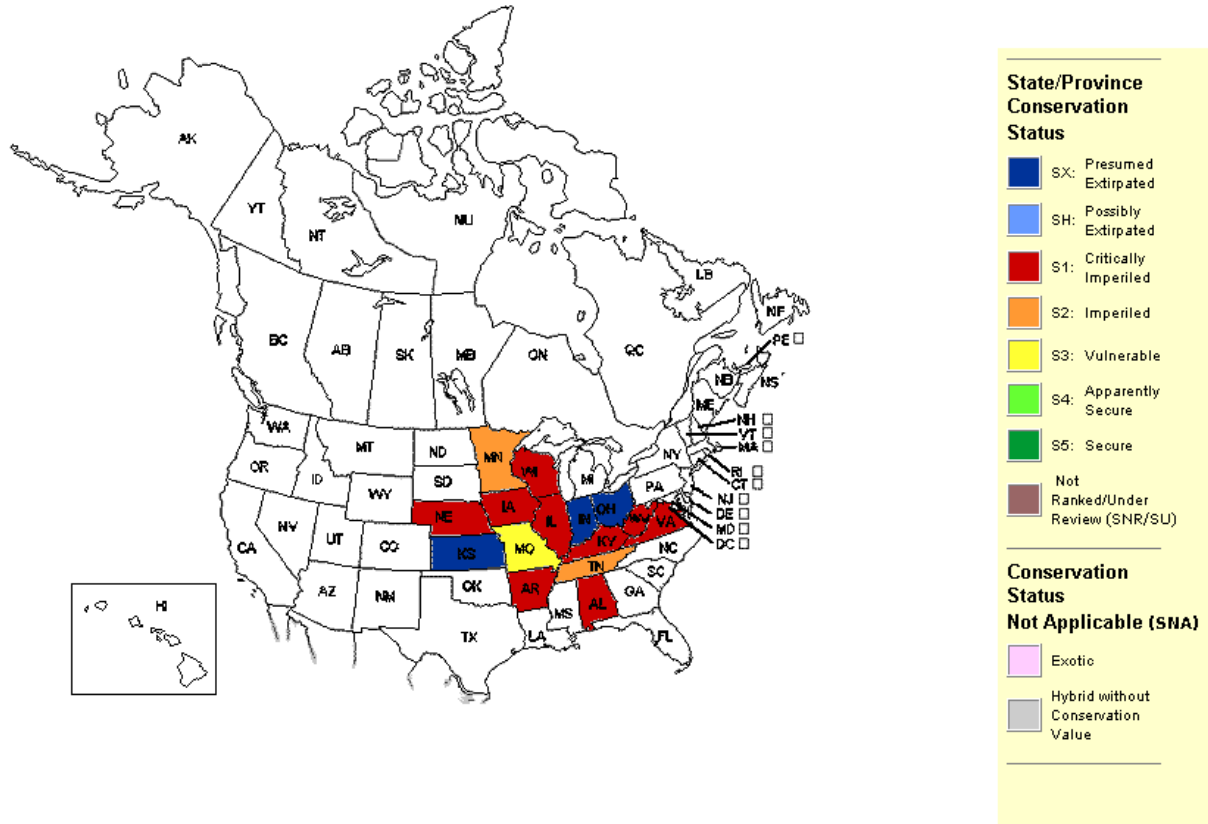 AK
YT
NT
NU
LB
NF
PE
BC
AB
SK
MB
ON
QC
NB
NS
ME
NH
VT
MA
WA
MT
ND
MN
NY
OR
ID
SD
WI
MI
RI
CT
WY
PA
NJ
NE
IA
IL
IN
OH
DE
MD
DC
WV
VA
NV
UT
CO
KS
MO
KY
CA
NC
AZ
NM
OK
AR
TN
SC
MS
AL
GA
HI
TX
LA
FL
State/Province
Conservation
Status
SX: Presumed
Extirpated
SH: Possibly
Extirpated
S1: Critically
Imperiled
S2: Imperiled
S3: Vulnerable
S4: Apparently
Secure
S5: Secure
Not
Ranked/Under
Review (SNR/SU)
Conservation
Status
Not Applicable (SNA)
Exotic
Hybrid without
Conservation
Value